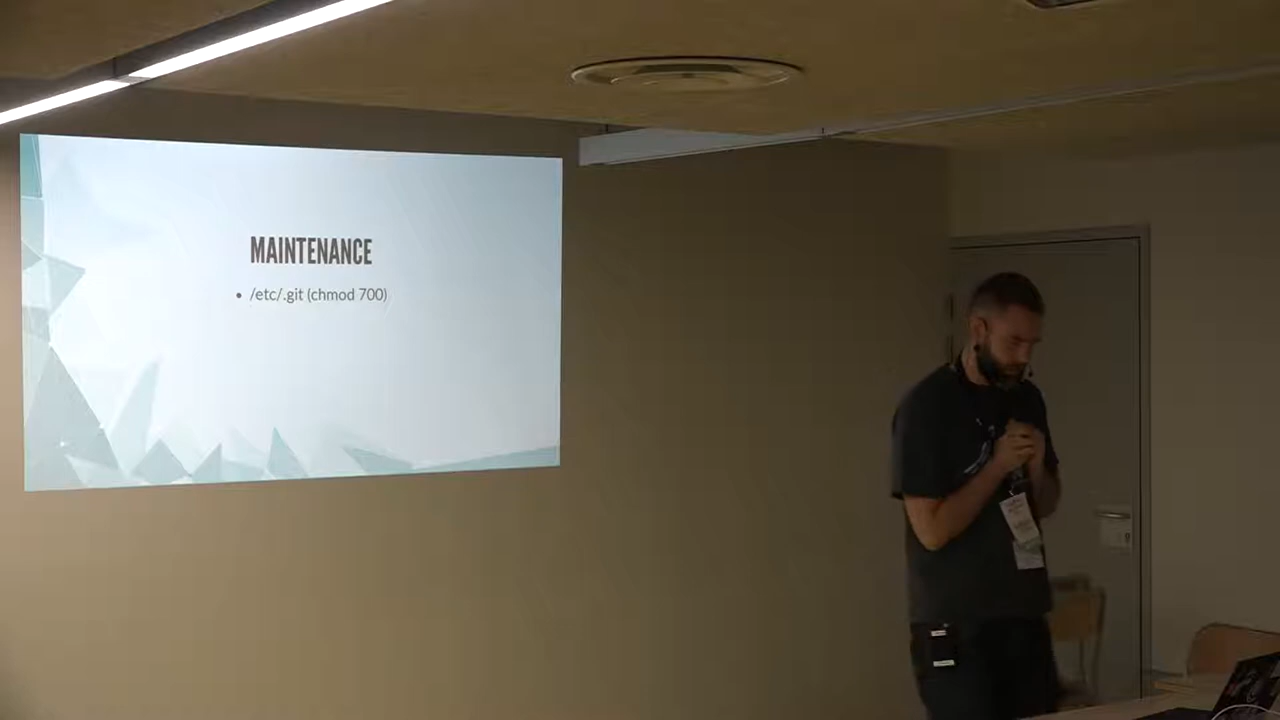 MAINTENANCE
• /etc/.git (chmod 700)